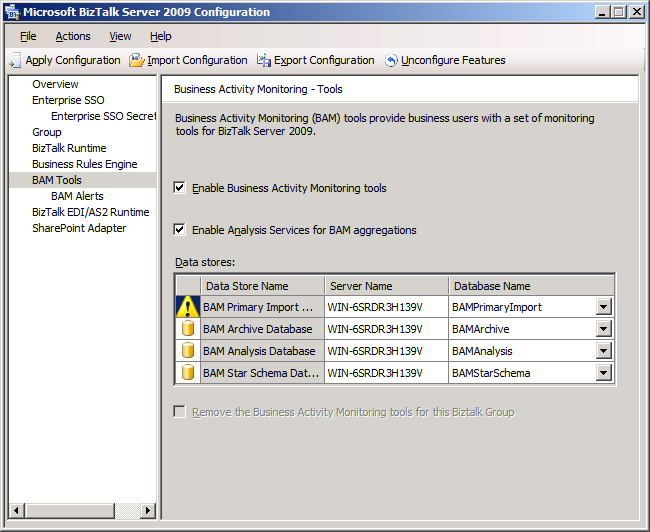 Microsoft BizTalk Server 2009 Configuration
File Actions View Help
Apply Configuration Import Configuration Export Configuration Unconfigure Features
Overview
Enterprise SSO
Enterprise SSO Secret
Group
BizTalk Runtime
Business Rules Engine
BAM Tools
BAM Alerts
BizTalk EDI/AS2 Runtime
SharePoint Adapter
Business Activity Monitoring - Tools
Business Activity Monitoring (BAM) tools provide business users with a set of monitoring
tools for BizTalk Server 2009.
Enable Business Activity Monitoring tools
Enable Analysis Services for BAM aggregations
Data stores:
Data Store Name Server Name Database Name
BAM Primary Import ... WIN-6SRDR3H139V BAMPrimaryImport
BAM Archive Database WIN-6SRDR3H139V BAMArchive
BAM Analysis Database WIN-6SRDR3H139V BAMAnalysis
BAM Star Schema Dat... WIN-6SRDR3H139V BAMStarSchema
Remove the Business Activity Monitoring tools for this Biztalk Group